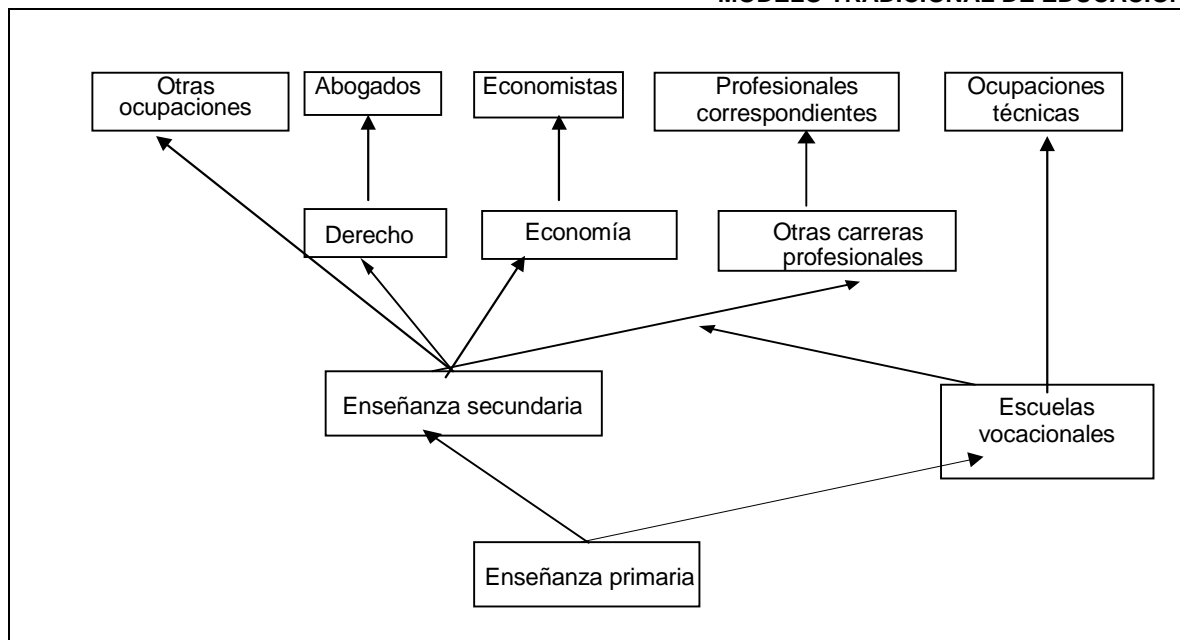 MODELO TRADICIONAL DE EDUCACIÓN
Otras
ocupaciones
Abogados
Economistas
Profesionales
correspondientes
Ocupaciones
técnicas
Derecho
Economía
Otras carreras
profesionales
Enseñanza secundaria
Escuelas
vocacionales
Enseñanza primaria